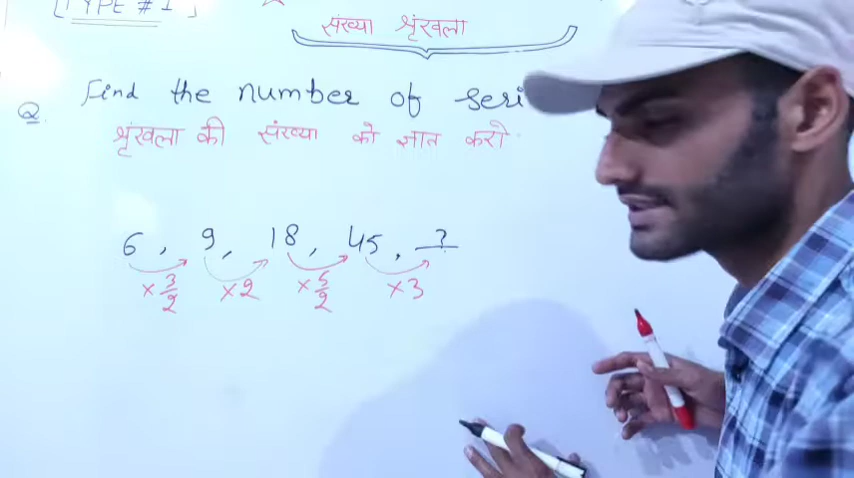 [TYPE #1]
संख्या श्रृंखला
Q. Find the number of seri
श्रृंखला की संख्या को ज्ञात करो
6, 9, 18, 45, ?
×3/2 ×2 ×5/2 ×3